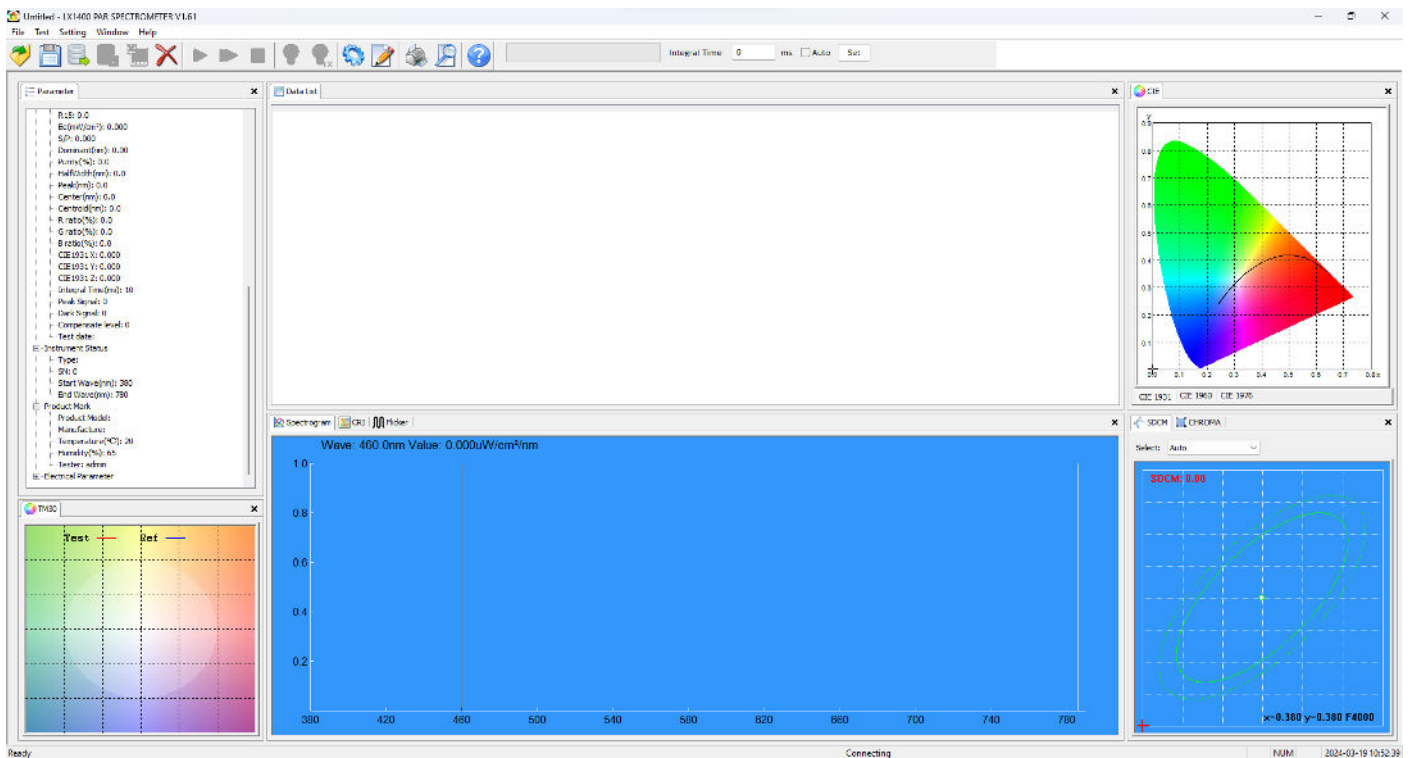 Untitled - LX1400 PAR SPECTROMETER V1.61
File Test Setting Window Help
Integral Time 0 ms Auto Set
Parameter
R15: 0.0
Ec(mW/cm²): 0.000
S/P: 0.000
Dominant(nm): 0.00
Purity(%): 0.0
HalfWidth(nm): 0.0
Peak(nm): 0.0
Center(nm): 0.0
Centroid(nm): 0.0
R ratio(%): 0.0
G ratio(%): 0.0
B ratio(%): 0.0
CIE1931 X: 0.000
CIE1931 Y: 0.000
CIE1931 Z: 0.000
Integral Time(ms): 10
Peak Signal: 0
Dark Signal: 0
Compensate level: 0
Test date:
Instrument Status
Type:
SN: 0
Start Wave(nm): 380
End Wave(nm): 780
Product Mark
Product Model:
Manufacture:
Temperature(℃): 20
Humidity(%): 65
Tester: admin
Electrical Parameter
TM30
Test Ref
Data List
Spectrogram CRI Flicker
Wave: 460.0nm Value: 0.000uW/cm²/nm
1.0
0.8
0.6
0.4
0.2
380 420 460 500 540 580 620 660 700 740 780
CIE
y
0.9
0.8
0.7
0.6
0.5
0.4
0.3
0.2
0.1
0.0 0.1 0.2 0.3 0.4 0.5 0.6 0.7 0.8 x
CIE 1931 CIE 1960 CIE 1976
SDCM CHROMA
Select: Auto
SDCM: 0.00
x=0.380 y=0.380 F4000
Ready Connecting NUM 2024-03-19 10:52:39